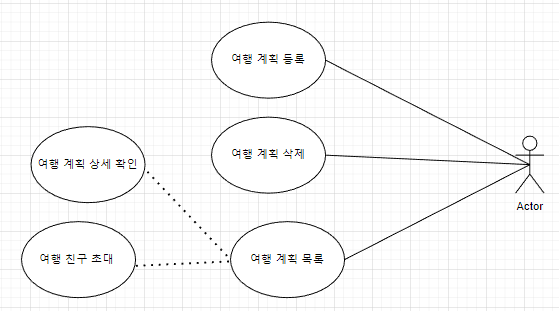 여행 계획 등록
여행 계획 삭제
여행 계획 상세 확인
Actor
여행 친구 초대
여행 계획 목록